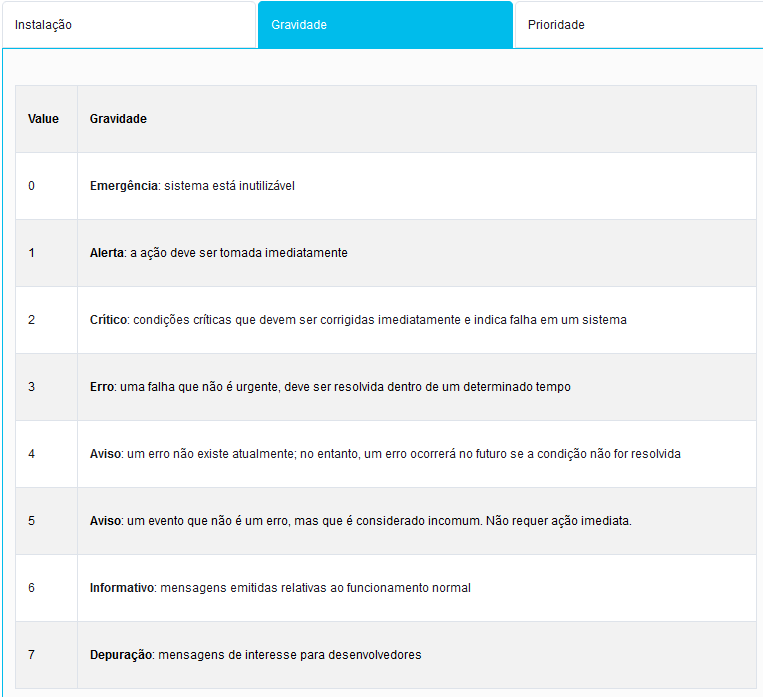 Instalação Gravidade Prioridade
Value Gravidade
0 Emergência: sistema está inutilizável
1 Alerta: a ação deve ser tomada imediatamente
2 Crítico: condições críticas que devem ser corrigidas imediatamente e indica falha em um sistema
3 Erro: uma falha que não é urgente, deve ser resolvida dentro de um determinado tempo
4 Aviso: um erro não existe atualmente; no entanto, um erro ocorrerá no futuro se a condição não for resolvida
5 Aviso: um evento que não é um erro, mas que é considerado incomum. Não requer ação imediata.
6 Informativo: mensagens emitidas relativas ao funcionamento normal
7 Depuração: mensagens de interesse para desenvolvedores